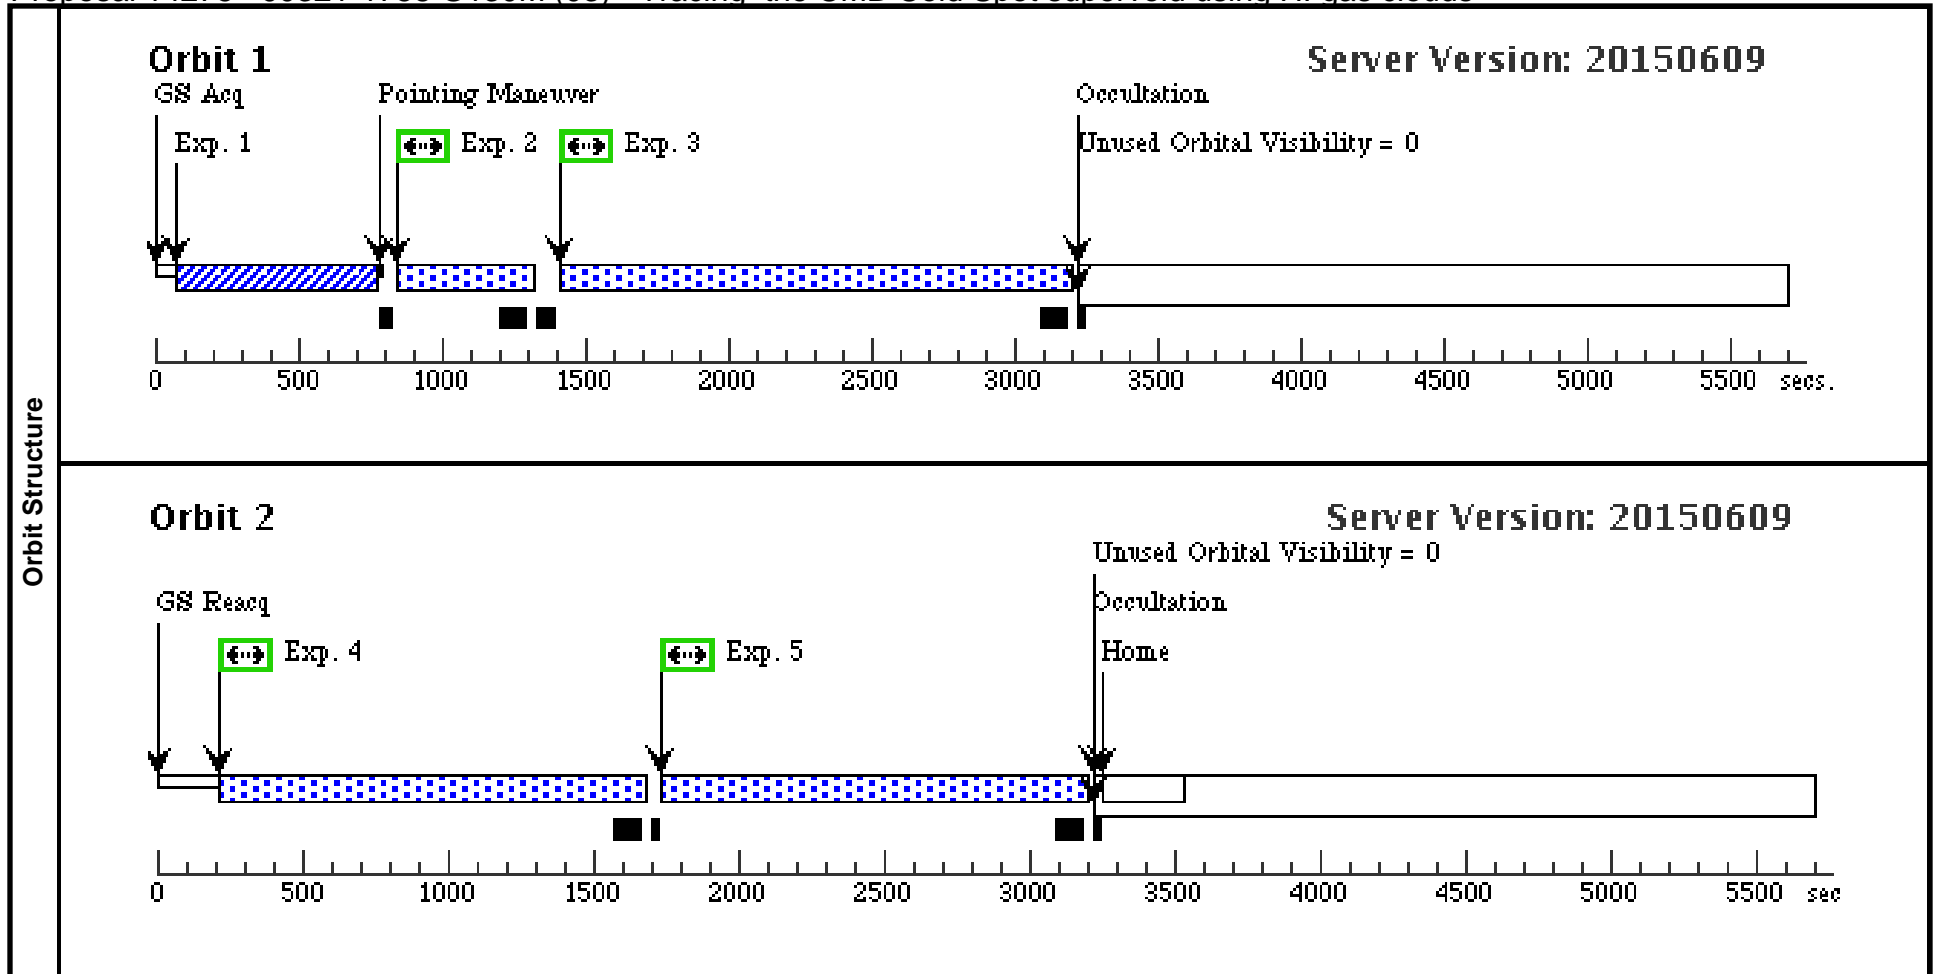 Orbit 1
Server Version: 20150609
GS Acq
Pointing Maneuver
Occultation
Exp. 1
Exp. 2
Exp. 3
Unused Orbital Visibility = 0
0 500 1000 1500 2000 2500 3000 3500 4000 4500 5000 5500 secs.
Orbit Structure
Orbit 2
Server Version: 20150609
Unused Orbital Visibility = 0
GS Reacq
Occultation
Exp. 4
Exp. 5
Home
0 500 1000 1500 2000 2500 3000 3500 4000 4500 5000 5500 sec